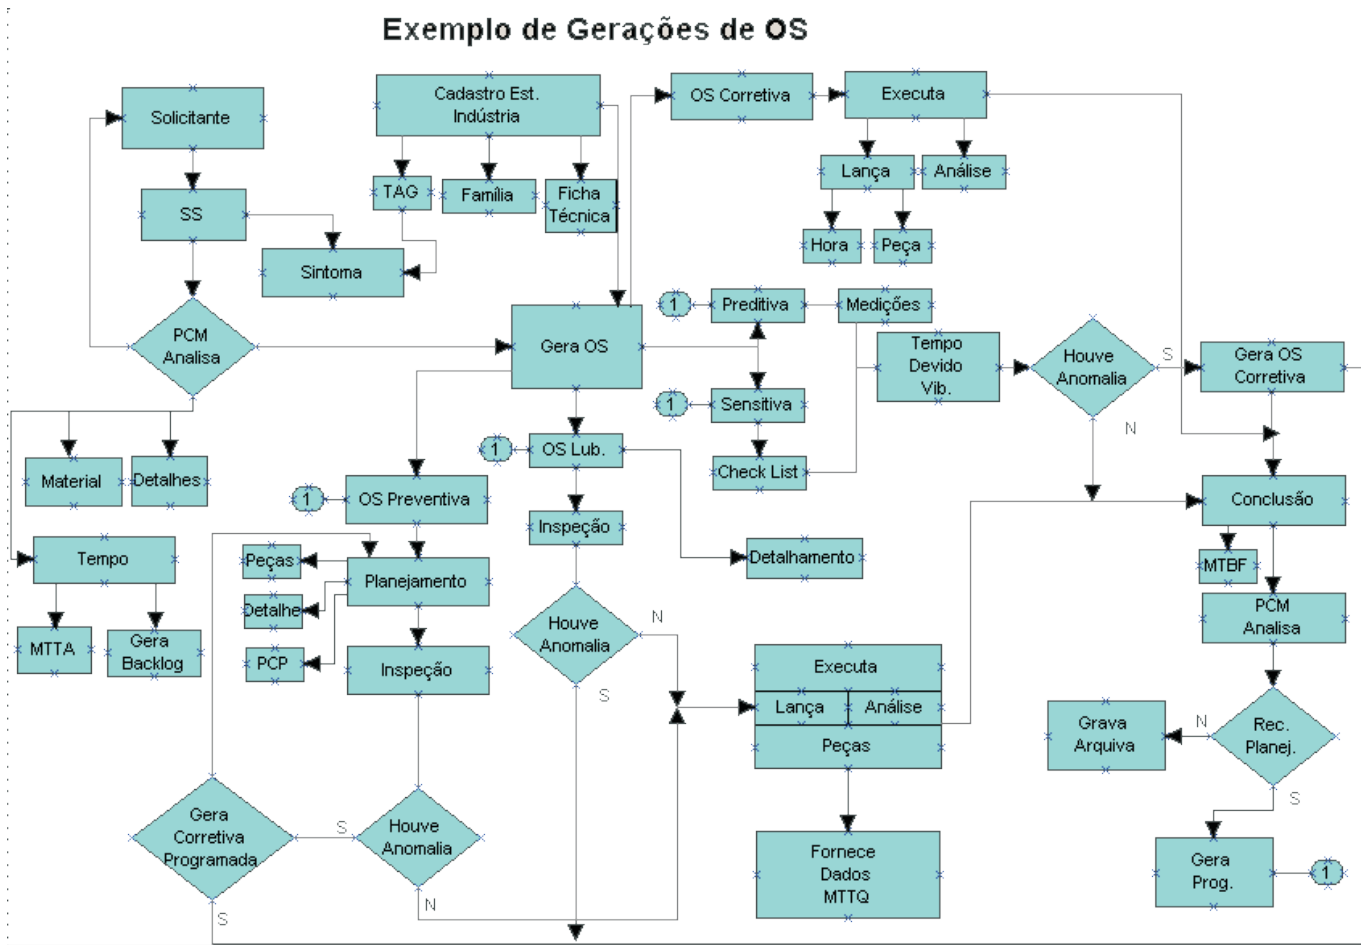 Exemplo de Gerações de OS
Solicitante
SS
Sintoma
PCM
Analisa
Material
Detalhes
Tempo
MTTA
Gera
Backlog
Cadastro Est.
Indústria
TAG
Família
Ficha
Técnica
OS Corretiva
Executa
Lança
Análise
Hora
Peça
Gera OS
1
Preditiva
Medições
1
Sensitiva
Check List
Tempo
Devido
Vib.
Houve
Anomalia
S
N
Gera OS
Corretiva
1
OS Lub.
Inspeção
Detalhamento
Houve
Anomalia
N
S
1
OS Preventiva
Peças
Detalhe
PCP
Planejamento
Inspeção
Houve
Anomalia
S
N
Gera
Corretiva
Programada
S
Executa
Lança
Análise
Peças
Fornece
Dados
MTTQ
Conclusão
MTBF
PCM
Analisa
Rec.
Planej.
N
S
Grava
Arquiva
Gera
Prog.
1